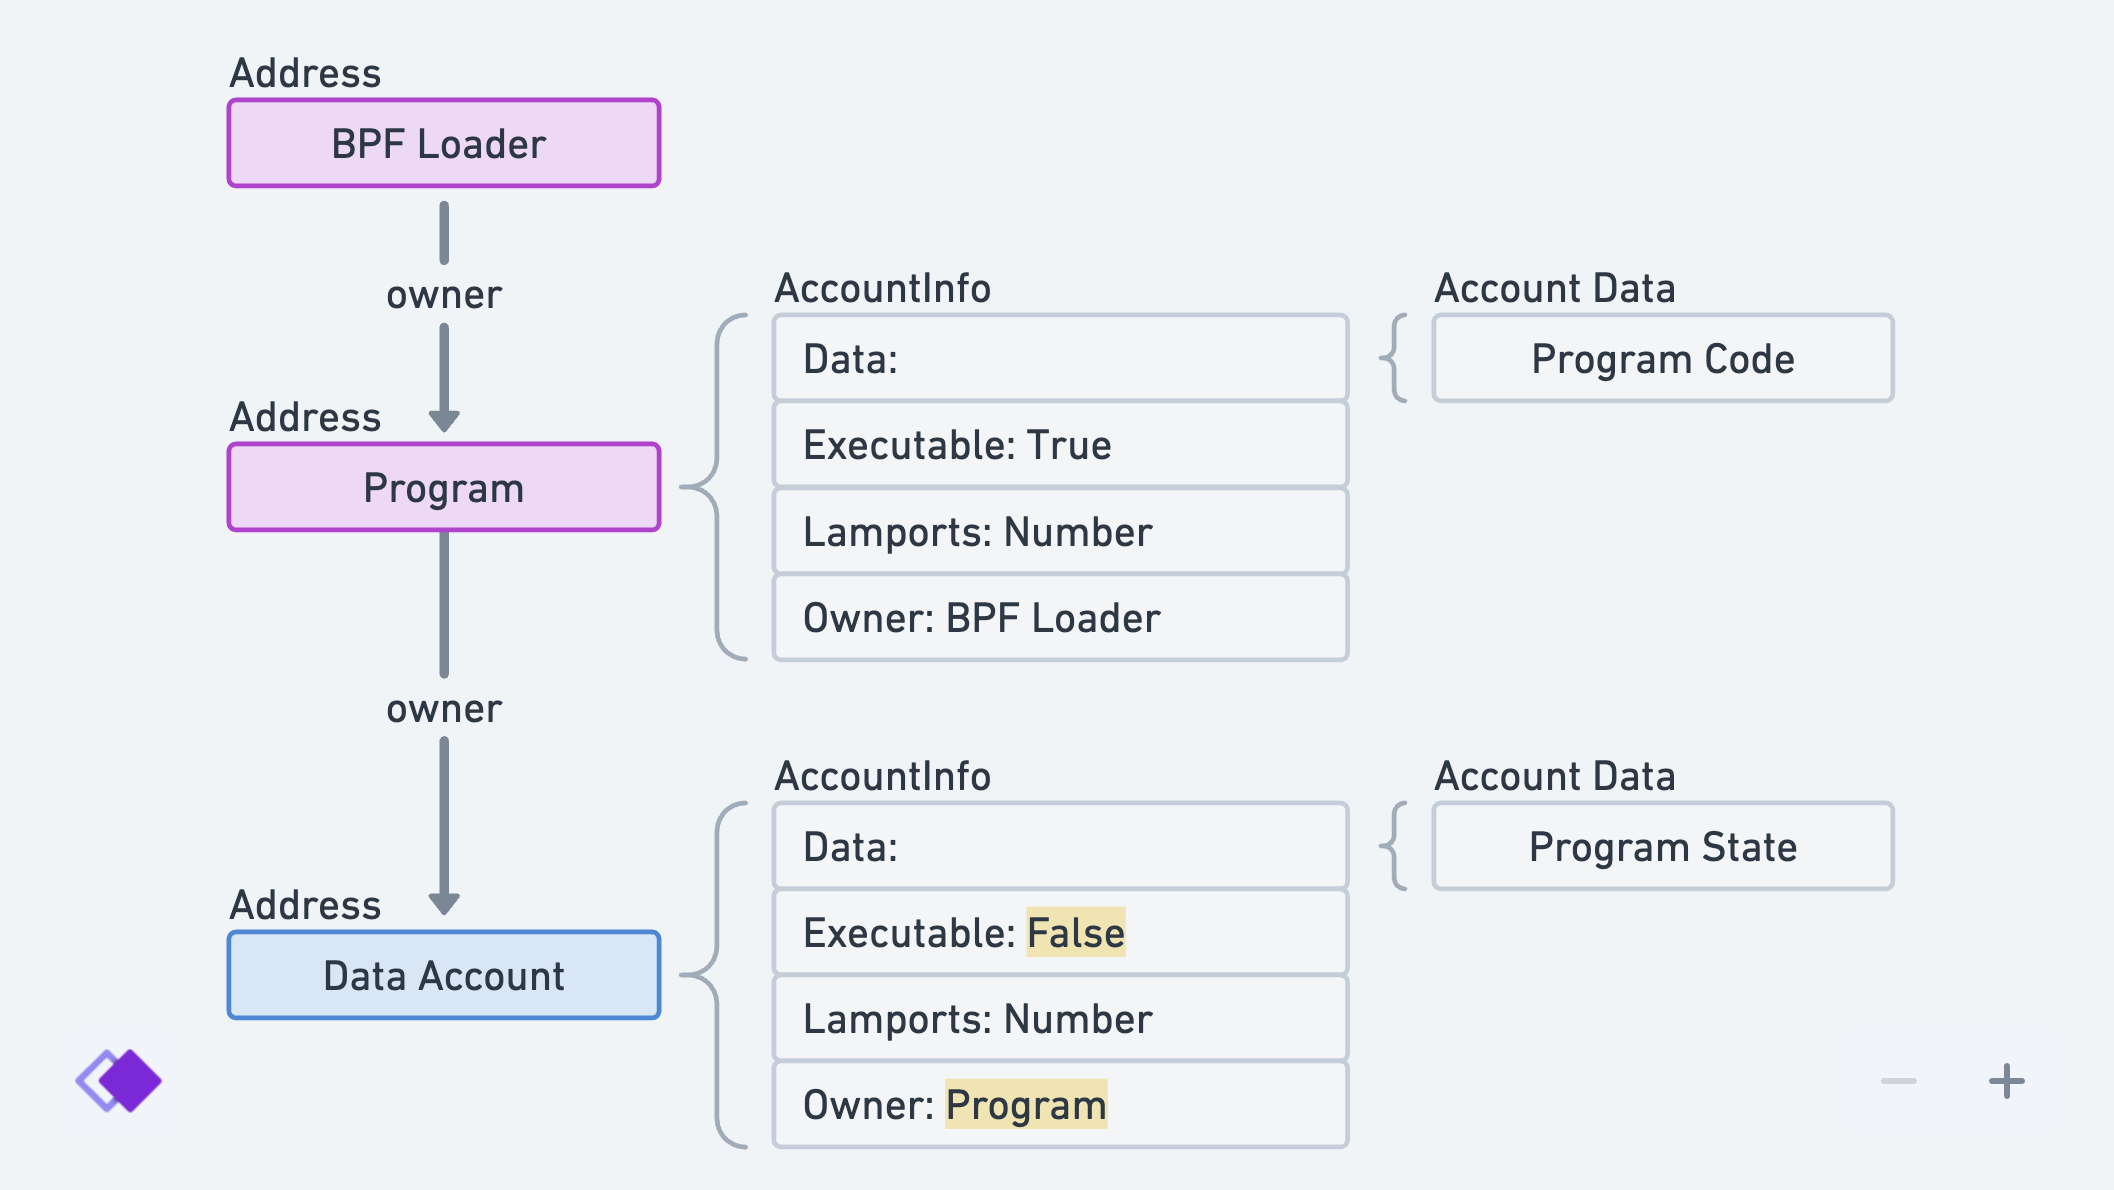 Address
BPF Loader
owner
Address
Program
AccountInfo
Data:
Executable: True
Lamports: Number
Owner: BPF Loader
Account Data
Program Code
owner
Address
Data Account
AccountInfo
Data:
Executable: False
Lamports: Number
Owner: Program
Account Data
Program State